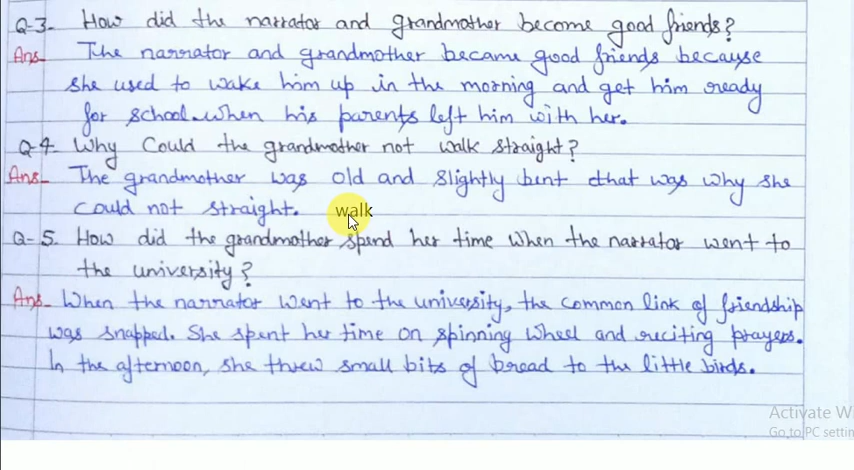 Q-3- How did the narrator and grandmother become good friends?
Ans- The narrator and grandmother became good friends because
she used to wake him up in the morning and get him ready
for school. when his parents left him with her.
Q-4- Why Could the grandmother not walk straight?
Ans- The grandmother was old and slightly bent that was why she
could not straight. walk
Q-5. How did the grandmother spend her time when the narrator went to
the university?
Ans- When the narrator went to the university, the common link of friendship
was snapped. She spent her time on spinning wheel and reciting prayers.
In the afternoon, she threw small bits of bread to the little birds.
Activate W
Go to PC settin